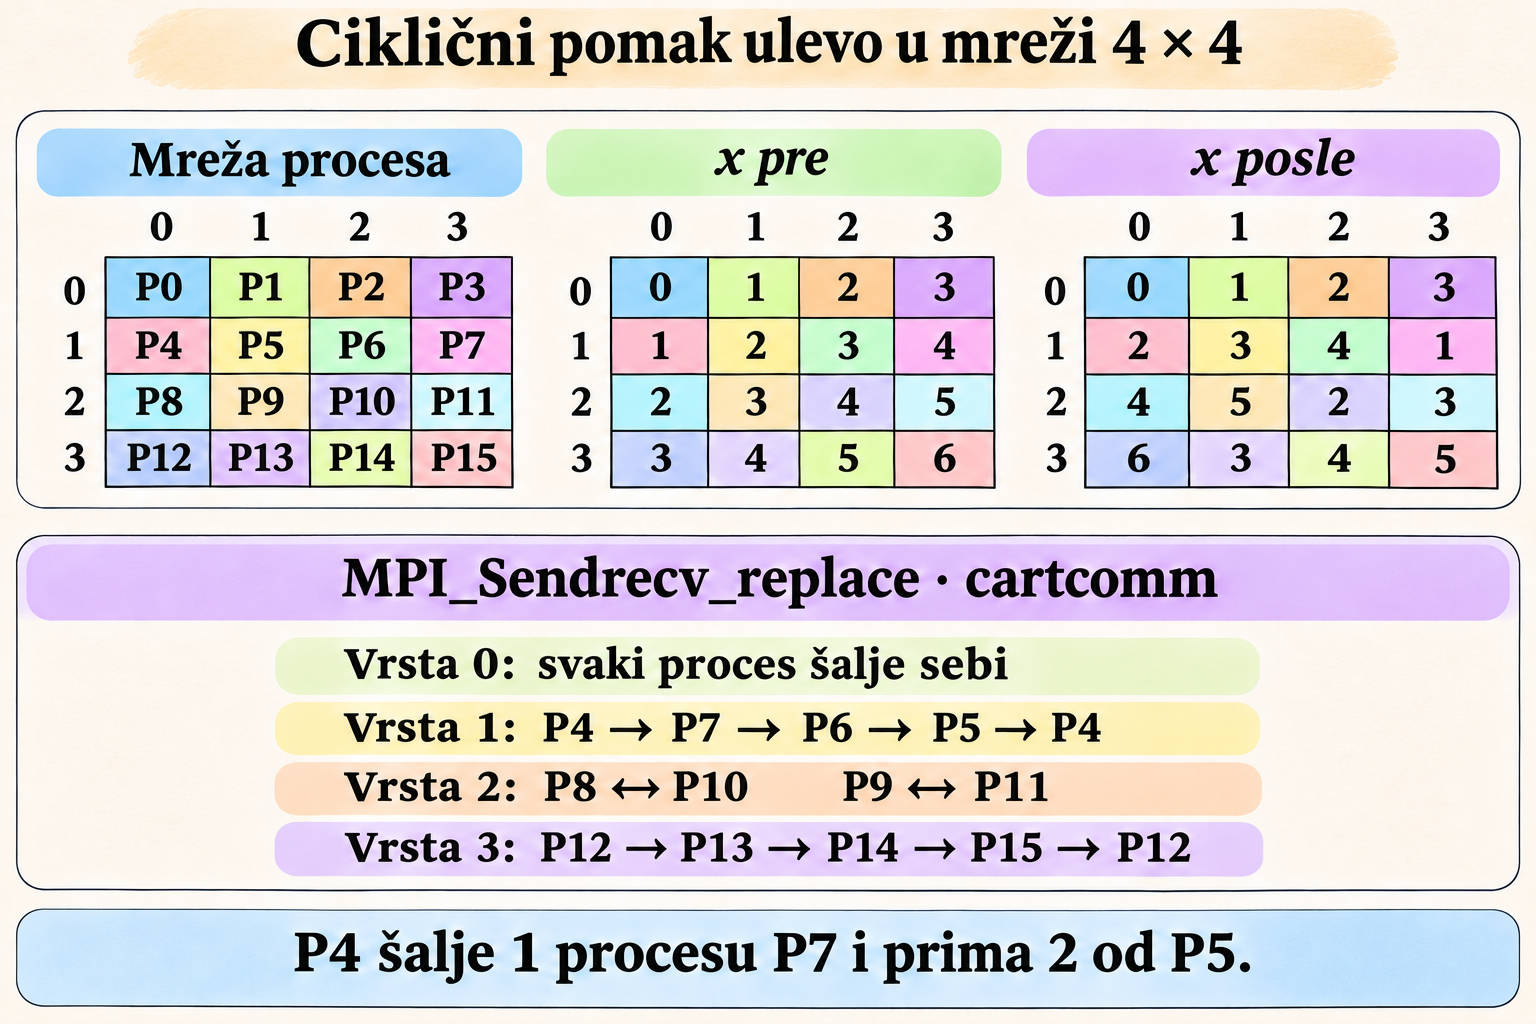 Ciklični pomak ulevo u mreži 4 × 4
Mreža procesa
0 1 2 3
0 P0 P1 P2 P3
1 P4 P5 P6 P7
2 P8 P9 P10 P11
3 P12 P13 P14 P15
x pre
0 1 2 3
0 0 1 2 3
1 1 2 3 4
2 2 3 4 5
3 3 4 5 6
x posle
0 1 2 3
0 0 1 2 3
1 2 3 4 1
2 4 5 2 3
3 6 3 4 5
MPI_Sendrecv_replace · cartcomm
Vrsta 0: svaki proces šalje sebi
Vrsta 1: P4 → P7 → P6 → P5 → P4
Vrsta 2: P8 ↔ P10 P9 ↔ P11
Vrsta 3: P12 → P13 → P14 → P15 → P12
P4 šalje 1 procesu P7 i prima 2 od P5.